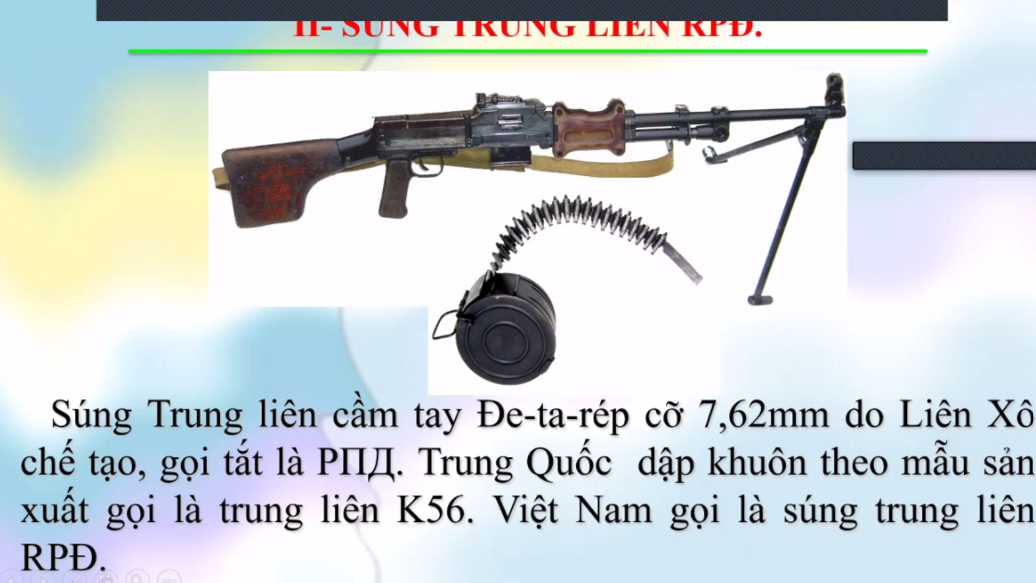 II- SÚNG TRUNG LIÊN RPĐ.
Súng Trung liên cầm tay Đe-ta-rép cỡ 7,62mm do Liên Xô
chế tạo, gọi tắt là РПД. Trung Quốc dập khuôn theo mẫu sản
xuất gọi là trung liên K56. Việt Nam gọi là súng trung liên
RPĐ.